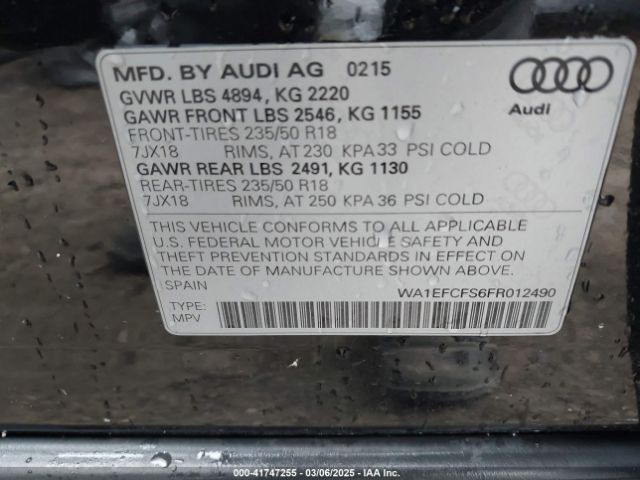 MFD. BY AUDI AG 0215
GVWR LBS 4894, KG 2220
GAWR FRONT LBS 2546, KG 1155
FRONT-TIRES 235/50 R18
7JX18 RIMS, AT 230 KPA 33 PSI COLD
GAWR REAR LBS 2491, KG 1130
REAR-TIRES 235/50 R18
7JX18 RIMS, AT 250 KPA 36 PSI COLD
Audi
THIS VEHICLE CONFORMS TO ALL APPLICABLE
U.S. FEDERAL MOTOR VEHICLE SAFETY AND
THEFT PREVENTION STANDARDS IN EFFECT ON
THE DATE OF MANUFACTURE SHOWN ABOVE.
SPAIN
WA1EFCFS6FR012490
TYPE:
MPV
000-41747255 - 03/06/2025 - IAA Inc.